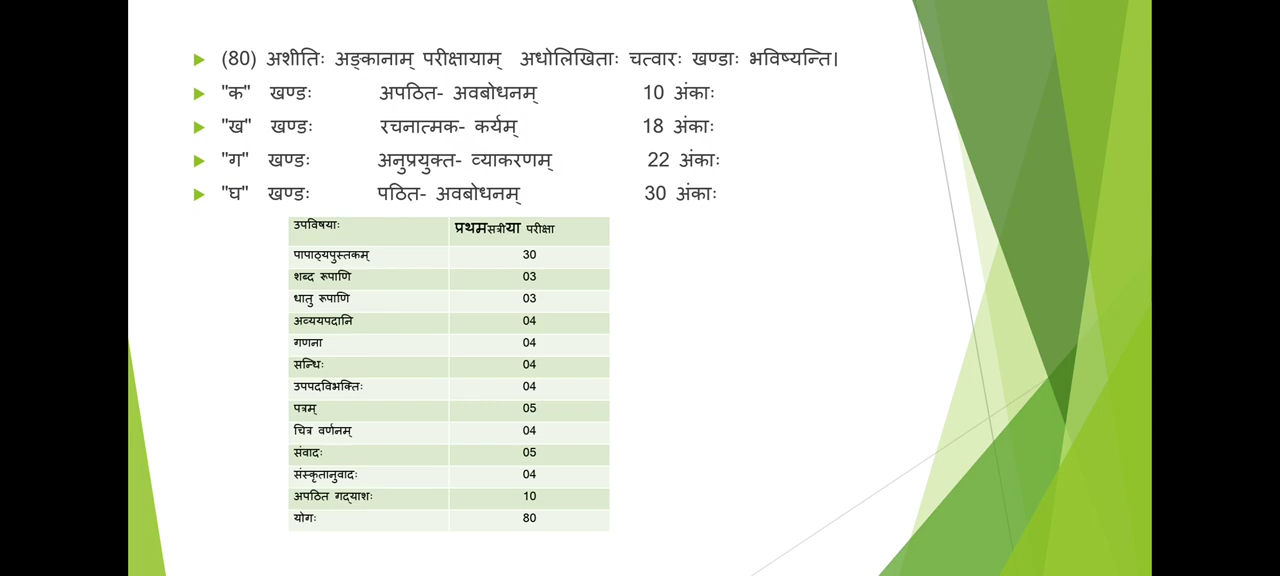 (80) अशीतिः अङ्कानाम् परीक्षायाम् अधोलिखिताः चत्वारः खण्डाः भविष्यन्ति।
"क" खण्डः अपठित- अवबोधनम् 10 अंकाः
"ख" खण्डः रचनात्मक- कर्यम् 18 अंकाः
"ग" खण्डः अनुप्रयुक्त- व्याकरणम् 22 अंकाः
"घ" खण्डः पठित- अवबोधनम् 30 अंकाः
उपविषयाः प्रथमसत्रीया परीक्षा
पापाठ्यपुस्तकम् 30
शब्द रूपाणि 03
धातु रूपाणि 03
अव्ययपदानि 04
गणना 04
सन्धिः 04
उपपदविभक्तिः 04
पत्रम् 05
चित्र वर्णनम् 04
संवादः 05
संस्कृतानुवादः 04
अपठित गद्याशः 10
योगः 80